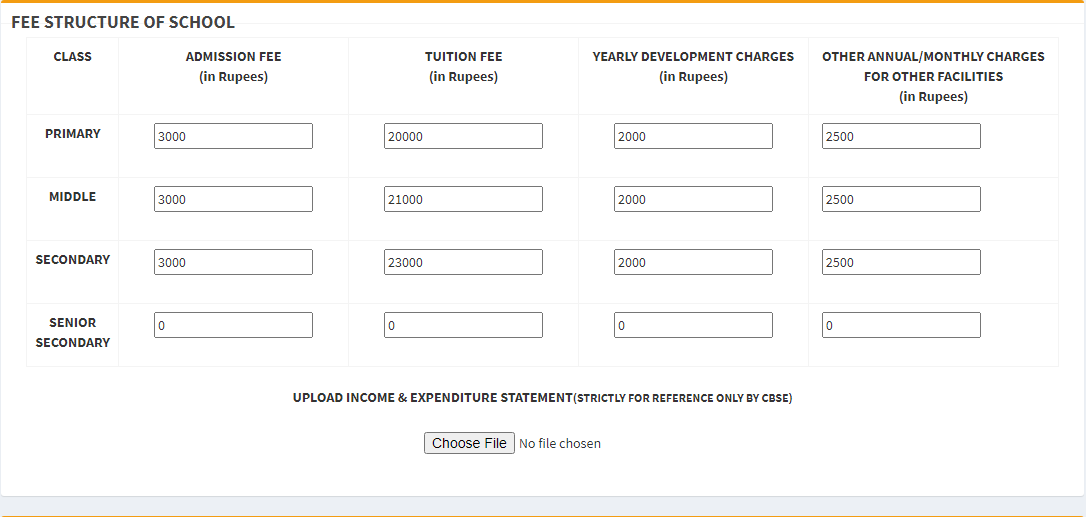 FEE STRUCTURE OF SCHOOL
CLASS
ADMISSION FEE
(in Rupees)
TUITION FEE
(in Rupees)
YEARLY DEVELOPMENT CHARGES
(in Rupees)
OTHER ANNUAL/MONTHLY CHARGES
FOR OTHER FACILITIES
(in Rupees)
PRIMARY 3000 20000 2000 2500
MIDDLE 3000 21000 2000 2500
SECONDARY 3000 23000 2000 2500
SENIOR
SECONDARY
0 0 0 0
UPLOAD INCOME & EXPENDITURE STATEMENT(STRICTLY FOR REFERENCE ONLY BY CBSE)
Choose File No file chosen